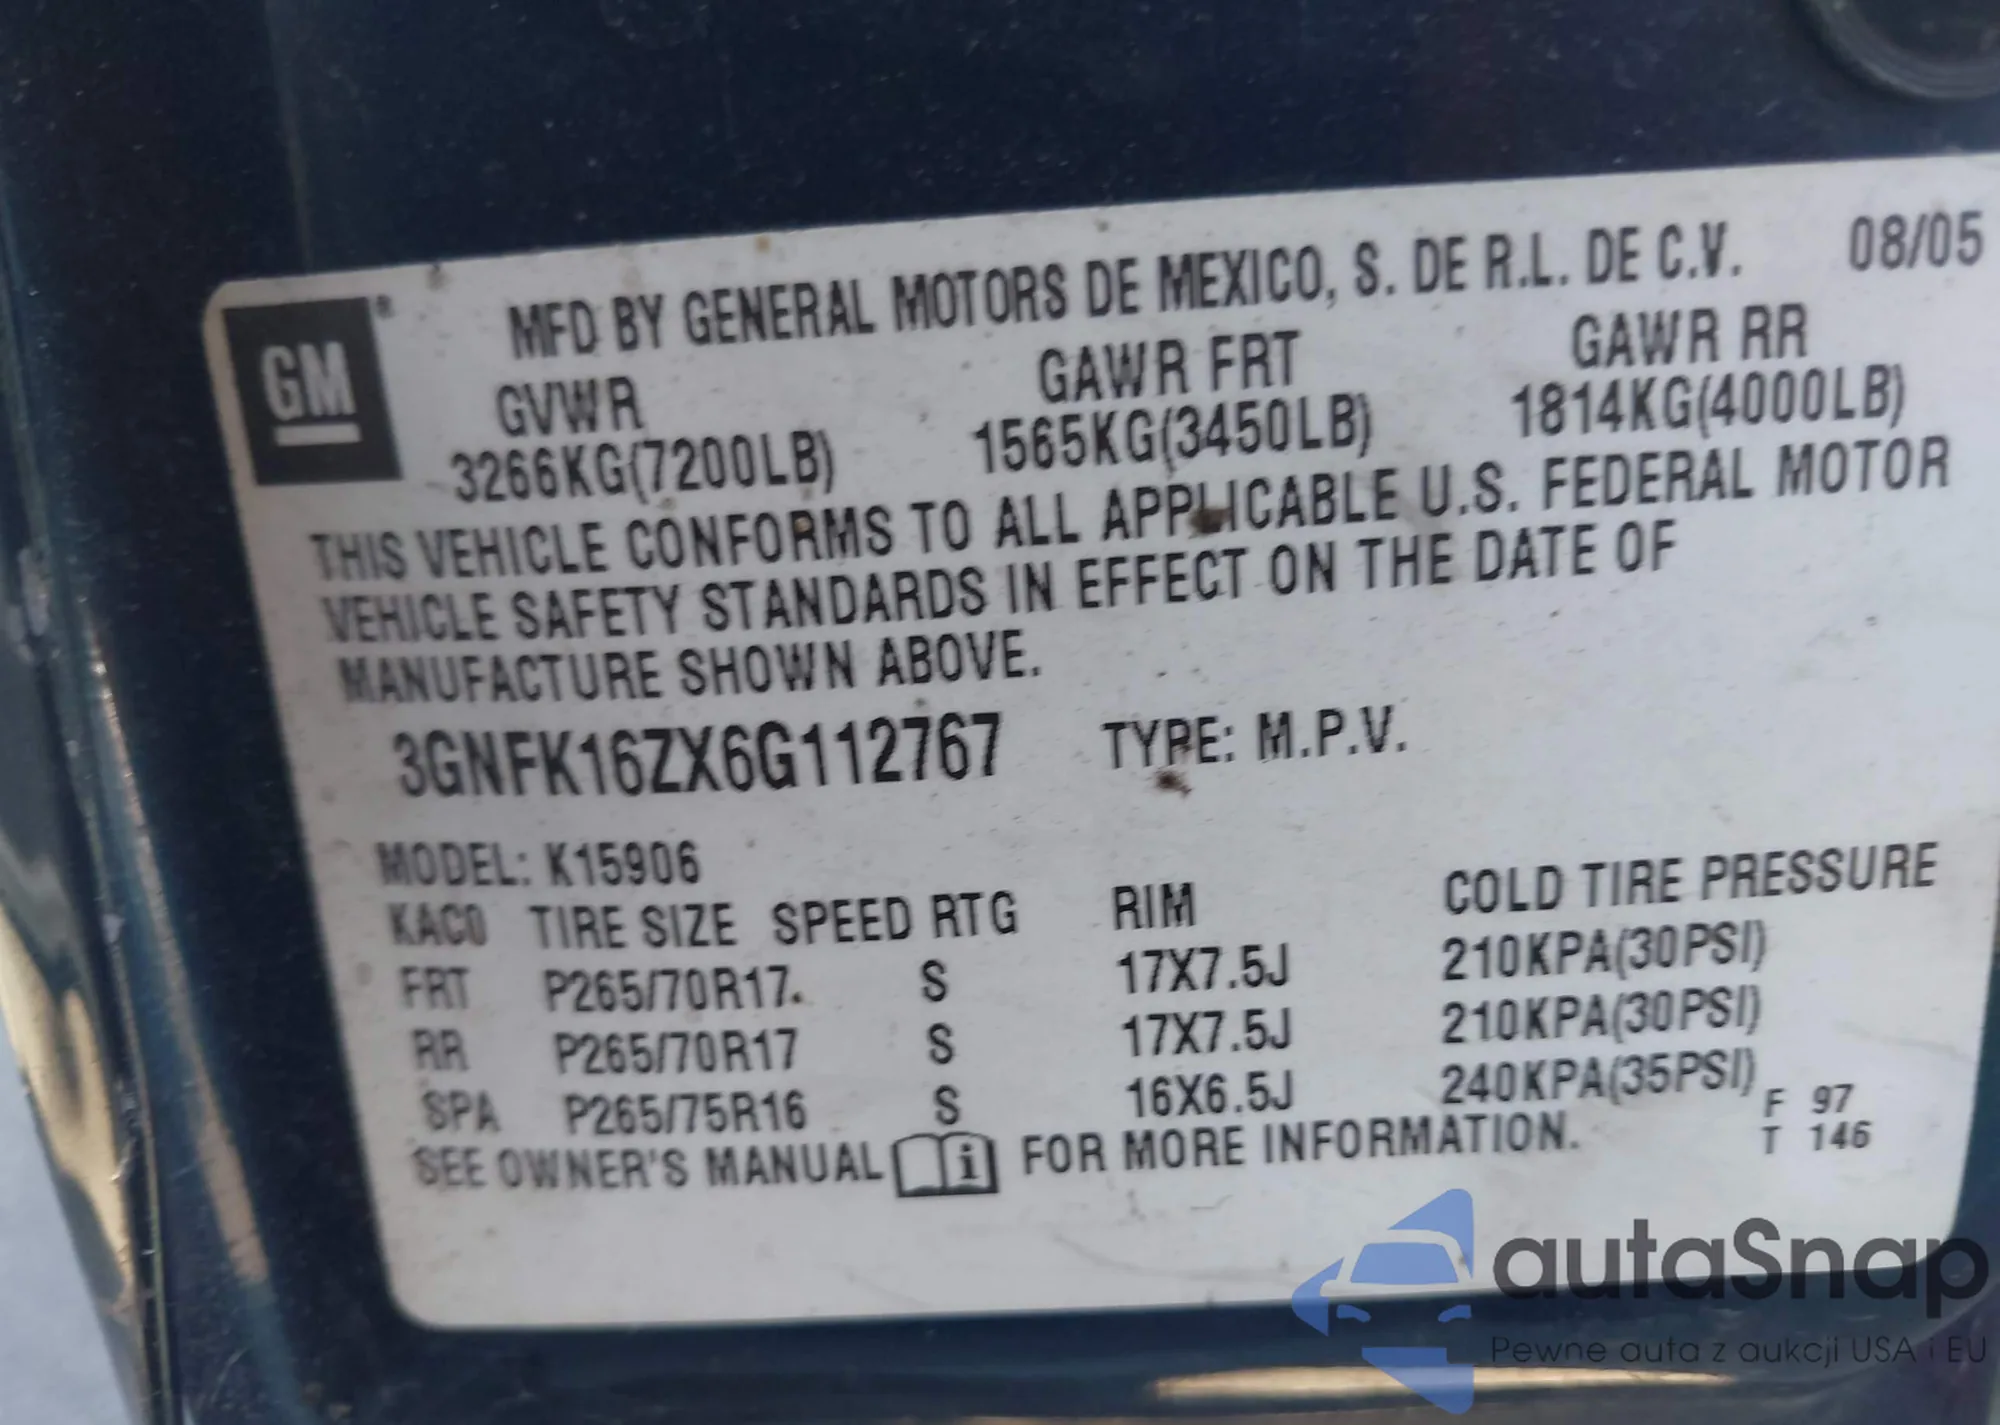 GM ®
MFD BY GENERAL MOTORS DE MEXICO, S. DE R.L. DE C.V. 08/05
GVWR GAWR FRT GAWR RR
3266KG(7200LB) 1565KG(3450LB) 1814KG(4000LB)
THIS VEHICLE CONFORMS TO ALL APPLICABLE U.S. FEDERAL MOTOR
VEHICLE SAFETY STANDARDS IN EFFECT ON THE DATE OF
MANUFACTURE SHOWN ABOVE.
3GNFK16ZX6G112767 TYPE: M.P.V.
MODEL: K15906
KACO TIRE SIZE SPEED RTG RIM COLD TIRE PRESSURE
FRT P265/70R17 S 17X7.5J 210KPA(30PSI)
RR P265/70R17 S 17X7.5J 210KPA(30PSI)
SPA P265/75R16 S 16X6.5J 240KPA(35PSI)
SEE OWNER'S MANUAL i FOR MORE INFORMATION.
F 97
T 146
autaSnap
Pewne auta z aukcji USA i EU